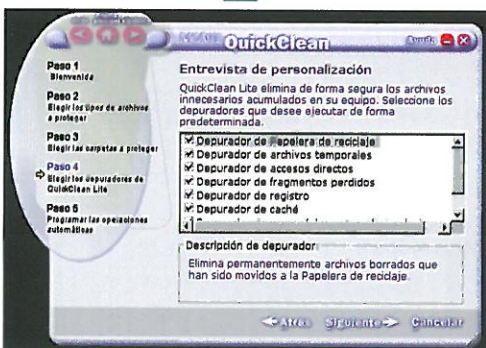 QuickClean
Ayuda
Paso 1
Bienvenida
Paso 2
Elegir los tipos de archivos
a proteger
Paso 3
Elegir las carpetas a proteger
Paso 4
Elegir los depuradores de
QuickClean Lite
Paso 5
Programar las operaciones
automáticas
Entrevista de personalización
QuickClean Lite elimina de forma segura los archivos
innecesarios acumulados en su equipo. Seleccione los
depuradores que desee ejecutar de forma
predeterminada.
Depurador de Papelera de reciclaje
Depurador de archivos temporales
Depurador de accesos directos
Depurador de fragmentos perdidos
Depurador de registro
Depurador de caché
Descripción de depurador
Elimina permanentemente archivos borrados que
han sido movidos a la Papelera de reciclaje.
Atrás Siguiente Cancelar